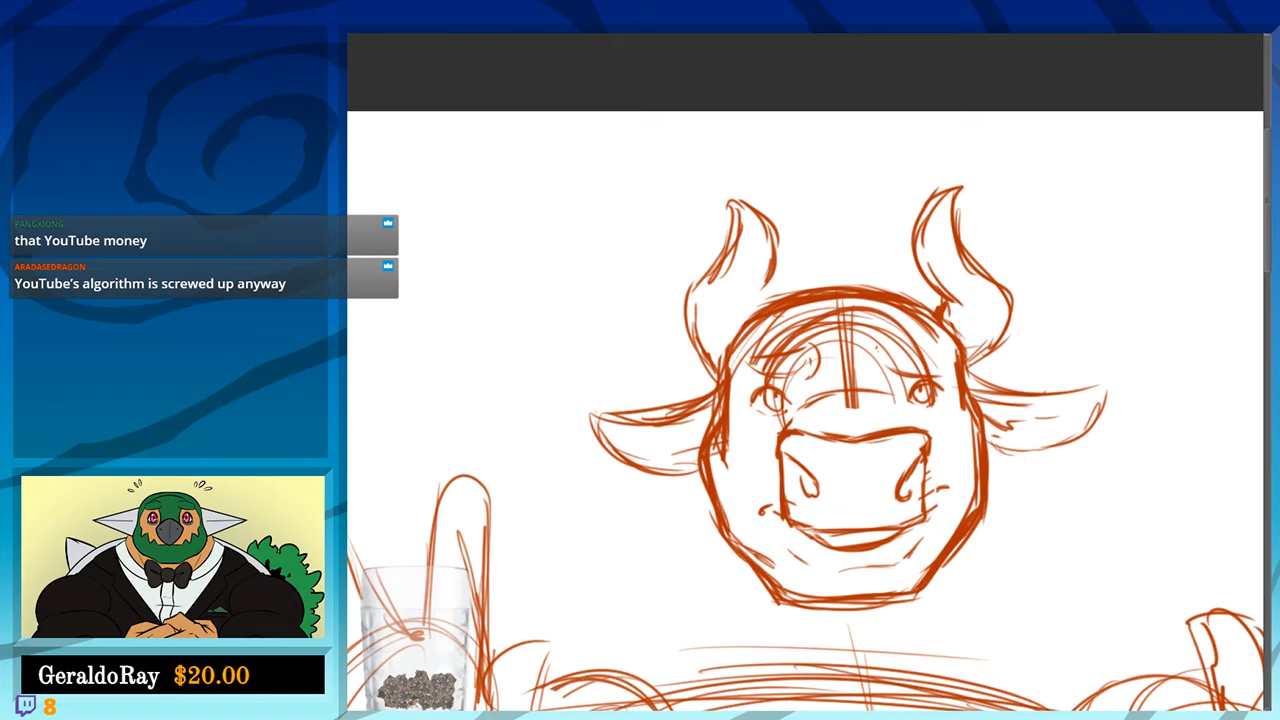 PANGXIONG
that YouTube money
ARADASEDRAGON
YouTube's algorithm is screwed up anyway
GeraldoRay $20.00
8